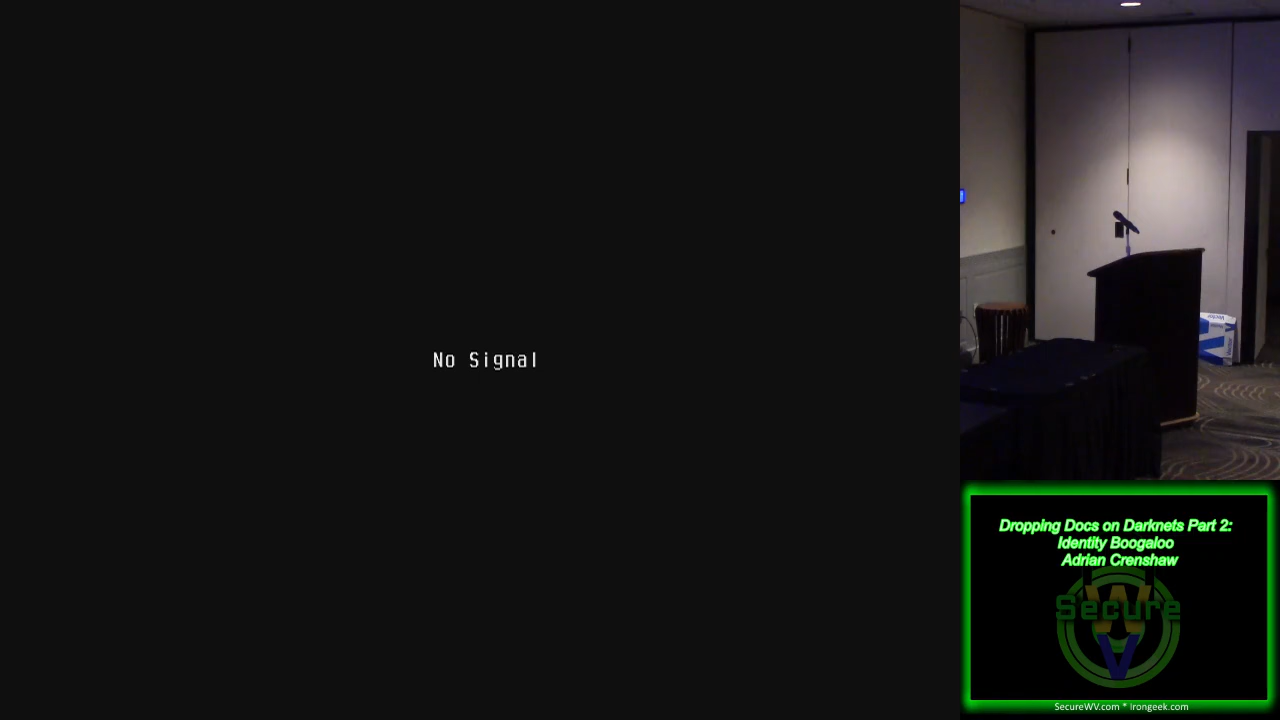 No Signal
Dropping Docs on Darknets Part 2:
Identity Boogaloo
Adrian Crenshaw
Secure
W
V
SecureWV.com * Irongeek.com